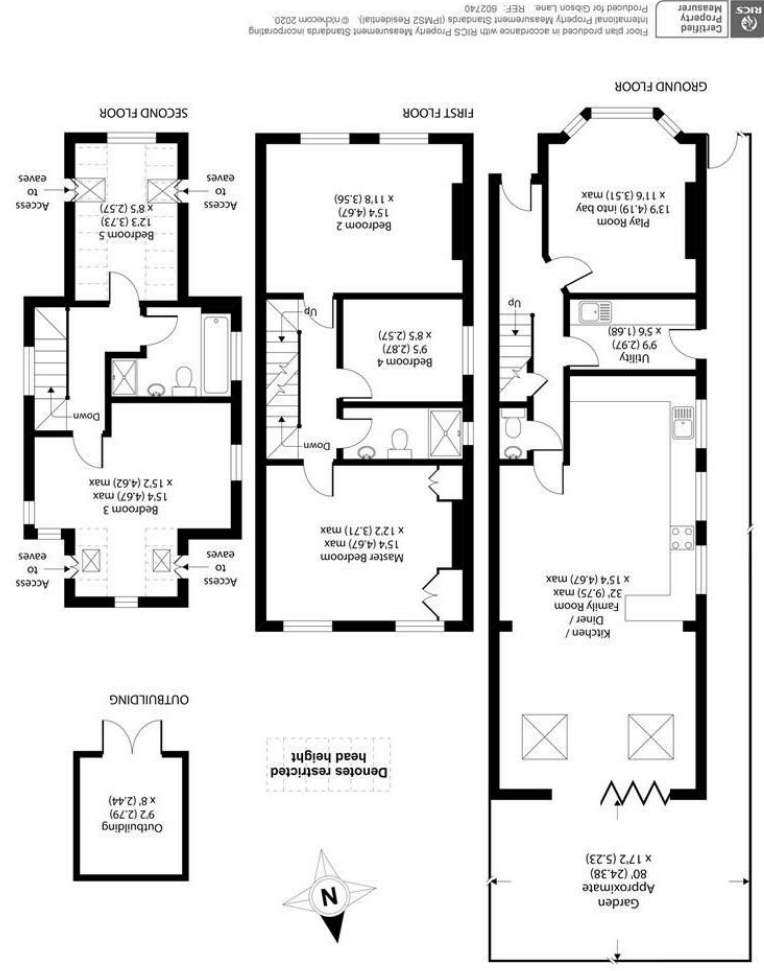 Garden
Approximate
80' (24.38)
x 17'2 (5.23)
Kitchen /
Diner /
Family Room
32' (9.75) max
x 15'4 (4.67) max
Utility
9'9 (2.97)
x 5'6 (1.68)
Up
Play Room
13'9 (4.19) into bay
x 11'6 (3.51) max
GROUND FLOOR
N
Denotes restricted
head height
Master Bedroom
15'4 (4.67) max
x 12'2 (3.71) max
Down
Bedroom 4
9'5 (2.87)
x 8'5 (2.57)
Up
Bedroom 2
15'4 (4.67)
x 11'8 (3.56)
FIRST FLOOR
Outbuilding
9'2 (2.79)
x 8' (2.44)
OUTBUILDING
Access
to
eaves
Access
to
eaves
Bedroom 3
15'4 (4.67) max
x 15'2 (4.62)
Down
Access
to
eaves
Bedroom 5
12'3 (3.73)
x 8'5 (2.57)
Access
to
eaves
SECOND FLOOR
RICS
Certified
Property
Measurer
Floor plan produced in accordance with RICS Property Measurement Standards incorporating
International Property Measurement Standards (IPMS2 Residential). © nichecom 2020.
Produced for Gibson Lane. REF: 602740